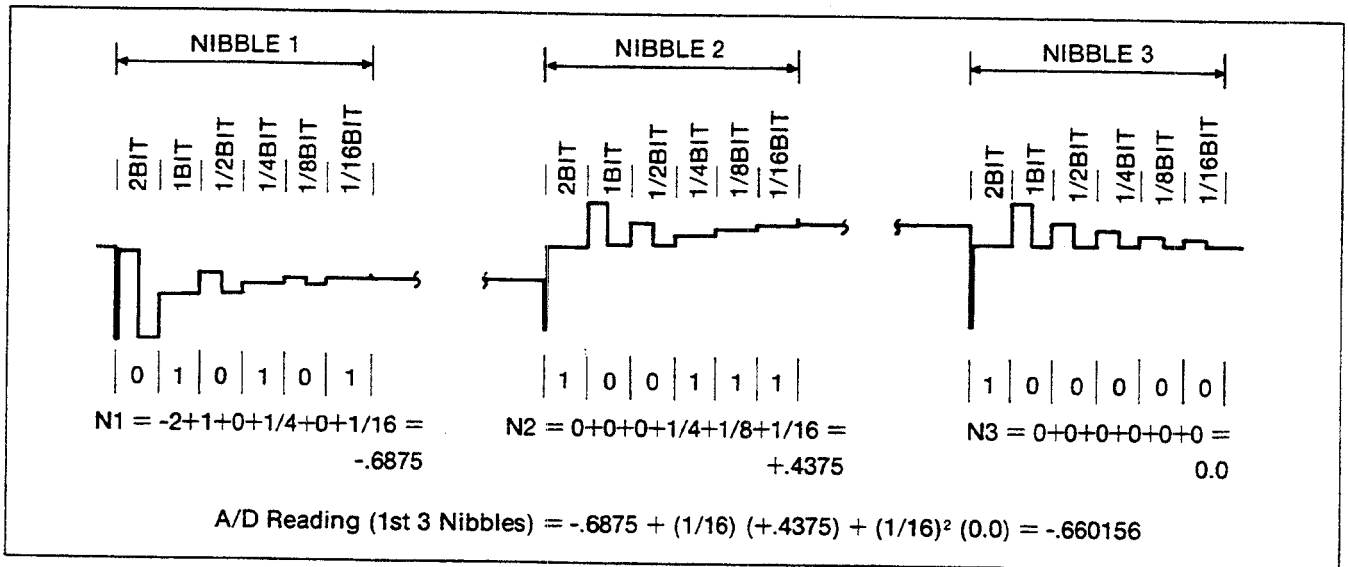 NIBBLE 1 NIBBLE 2 NIBBLE 3
2BIT 1BIT 1/2BIT 1/4BIT 1/8BIT 1/16BIT 2BIT 1BIT 1/2BIT 1/4BIT 1/8BIT 1/16BIT 2BIT 1BIT 1/2BIT 1/4BIT 1/8BIT 1/16BIT
0 1 0 1 0 1 1 0 0 1 1 1 1 0 0 0 0 0
N1 = -2+1+0+1/4+0+1/16 = N2 = 0+0+0+1/4+1/8+1/16 = N3 = 0+0+0+0+0+0 =
-.6875 +.4375 0.0
A/D Reading (1st 3 Nibbles) = -.6875 + (1/16) (+.4375) + (1/16)² (0.0) = -.660156